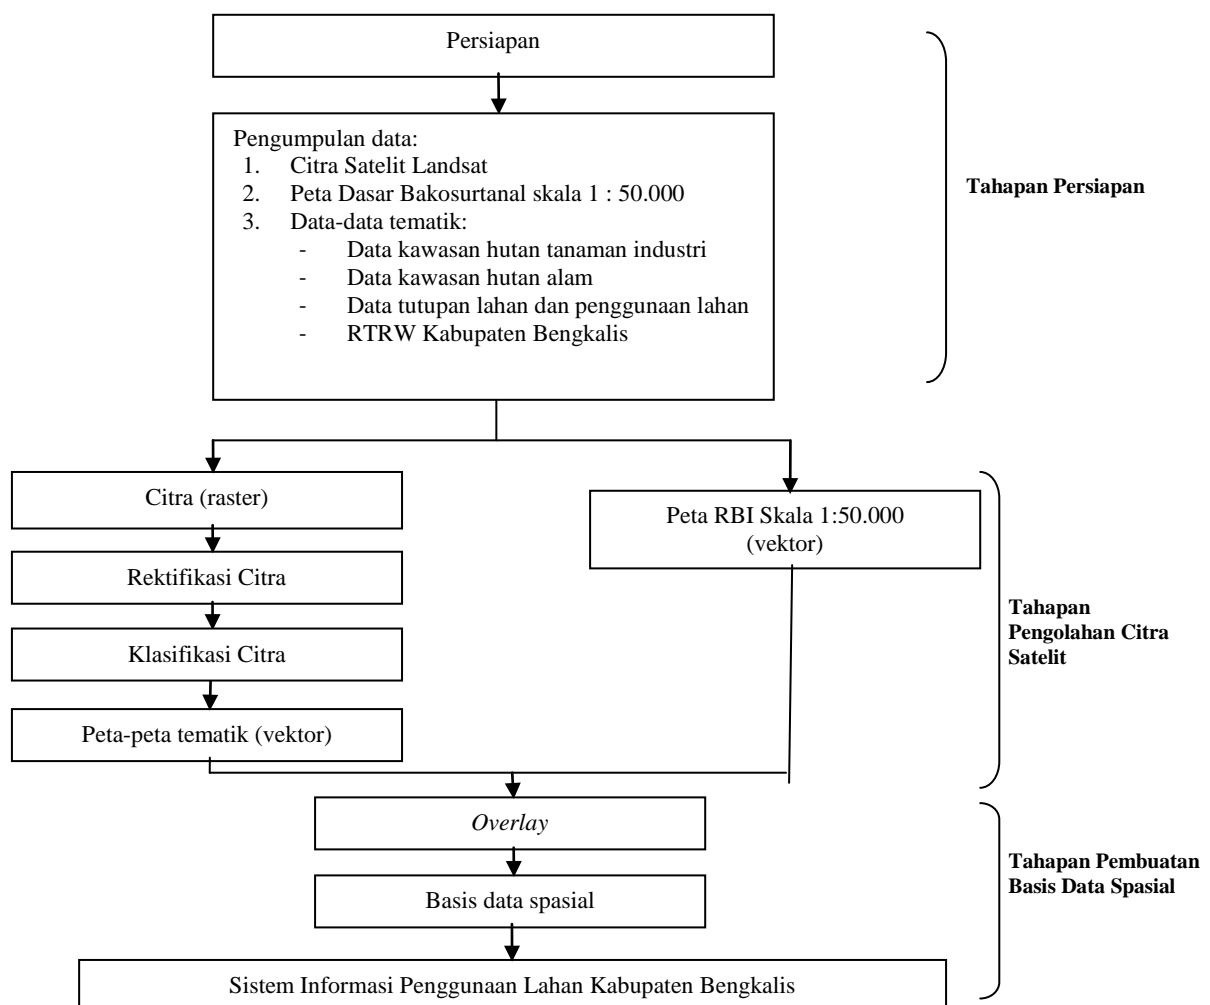 Persiapan
Pengumpulan data:
1. Citra Satelit Landsat
2. Peta Dasar Bakosurtanal skala 1 : 50.000
3. Data-data tematik:
- Data kawasan hutan tanaman industri
- Data kawasan hutan alam
- Data tutupan lahan dan penggunaan lahan
- RTRW Kabupaten Bengkalis
Tahapan Persiapan
Citra (raster)
Rektifikasi Citra
Klasifikasi Citra
Peta-peta tematik (vektor)
Peta RBI Skala 1:50.000
(vektor)
Tahapan
Pengolahan Citra
Satelit
Overlay
Basis data spasial
Sistem Informasi Penggunaan Lahan Kabupaten Bengkalis
Tahapan Pembuatan
Basis Data Spasial